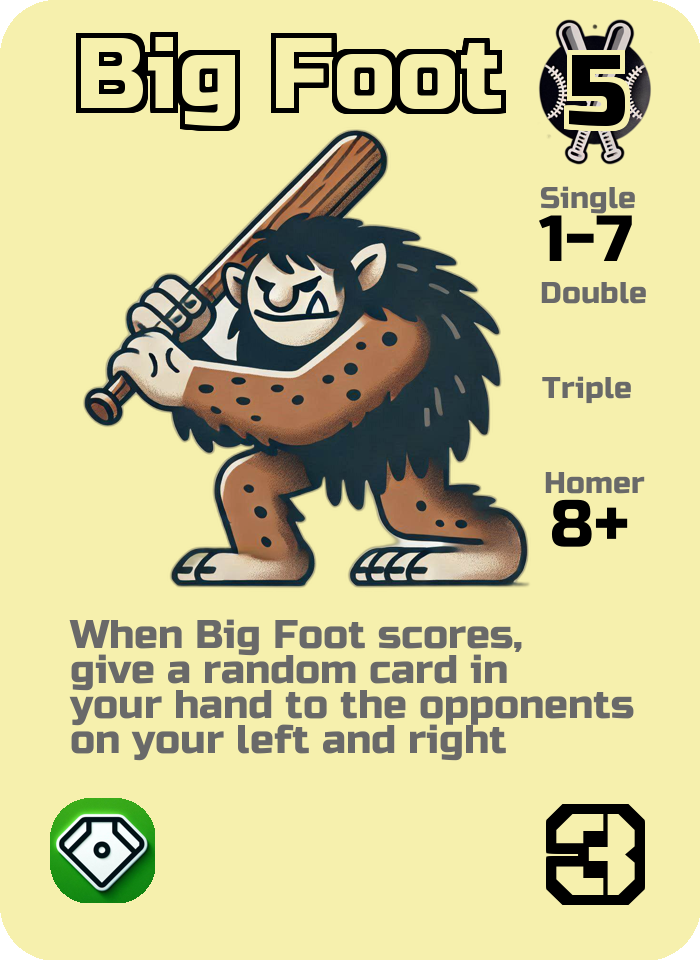 Big Foot
5
Single
1-7
Double
Triple
Homer
8+
When Big Foot scores,
give a random card in
your hand to the opponents
on your left and right
3